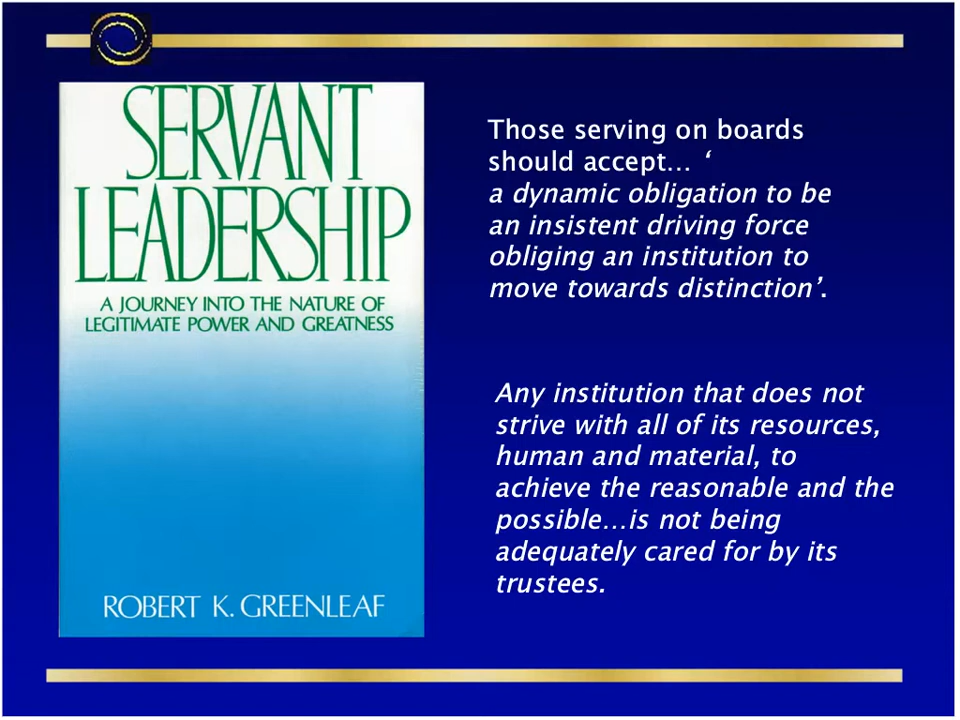 SERVANT
LEADERSHIP
A JOURNEY INTO THE NATURE OF
LEGITIMATE POWER AND GREATNESS
ROBERT K. GREENLEAF
Those serving on boards
should accept… ‘
a dynamic obligation to be
an insistent driving force
obliging an institution to
move towards distinction’.
Any institution that does not
strive with all of its resources,
human and material, to
achieve the reasonable and the
possible…is not being
adequately cared for by its
trustees.